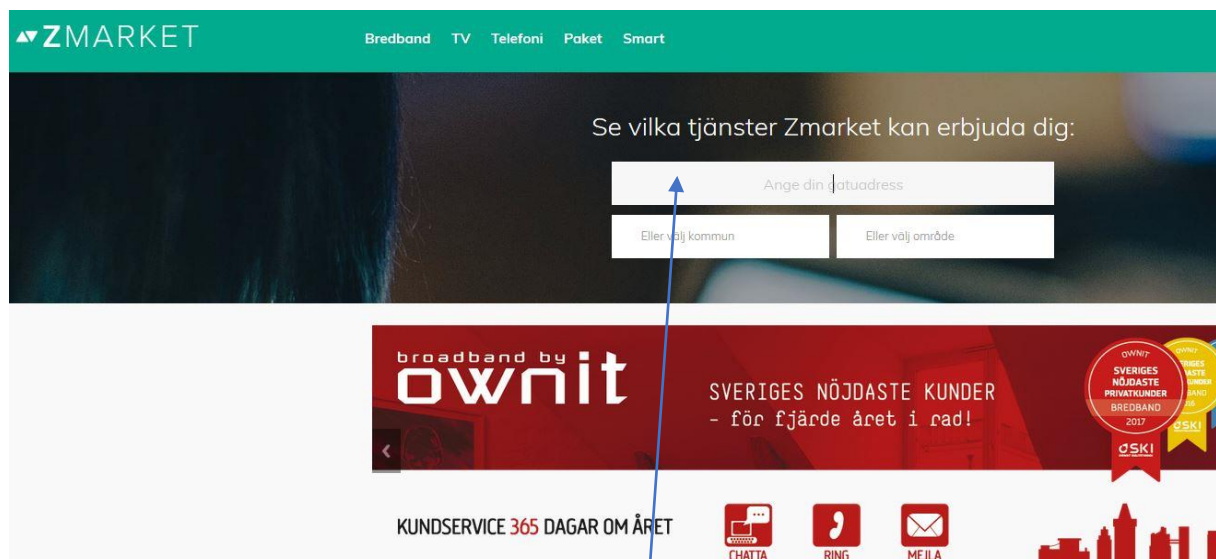 ZMARKET
Bredband TV Telefoni Paket Smart
Se vilka tjänster Zmarket kan erbjuda dig:
Ange din gatuadress
Eller välj kommun
Eller välj område
broadband by
ownit
SVERIGES NÖJDASTE KUNDER
- för fjärde året i rad!
OWNIT
SVERIGES
NÖJDASTE
PRIVATKUNDER
BREDBAND
2017
SKI
OWNIT
SKI
KUNDSERVICE 365 DAGAR OM ÅRET
CHATTA
RING
MEJLA